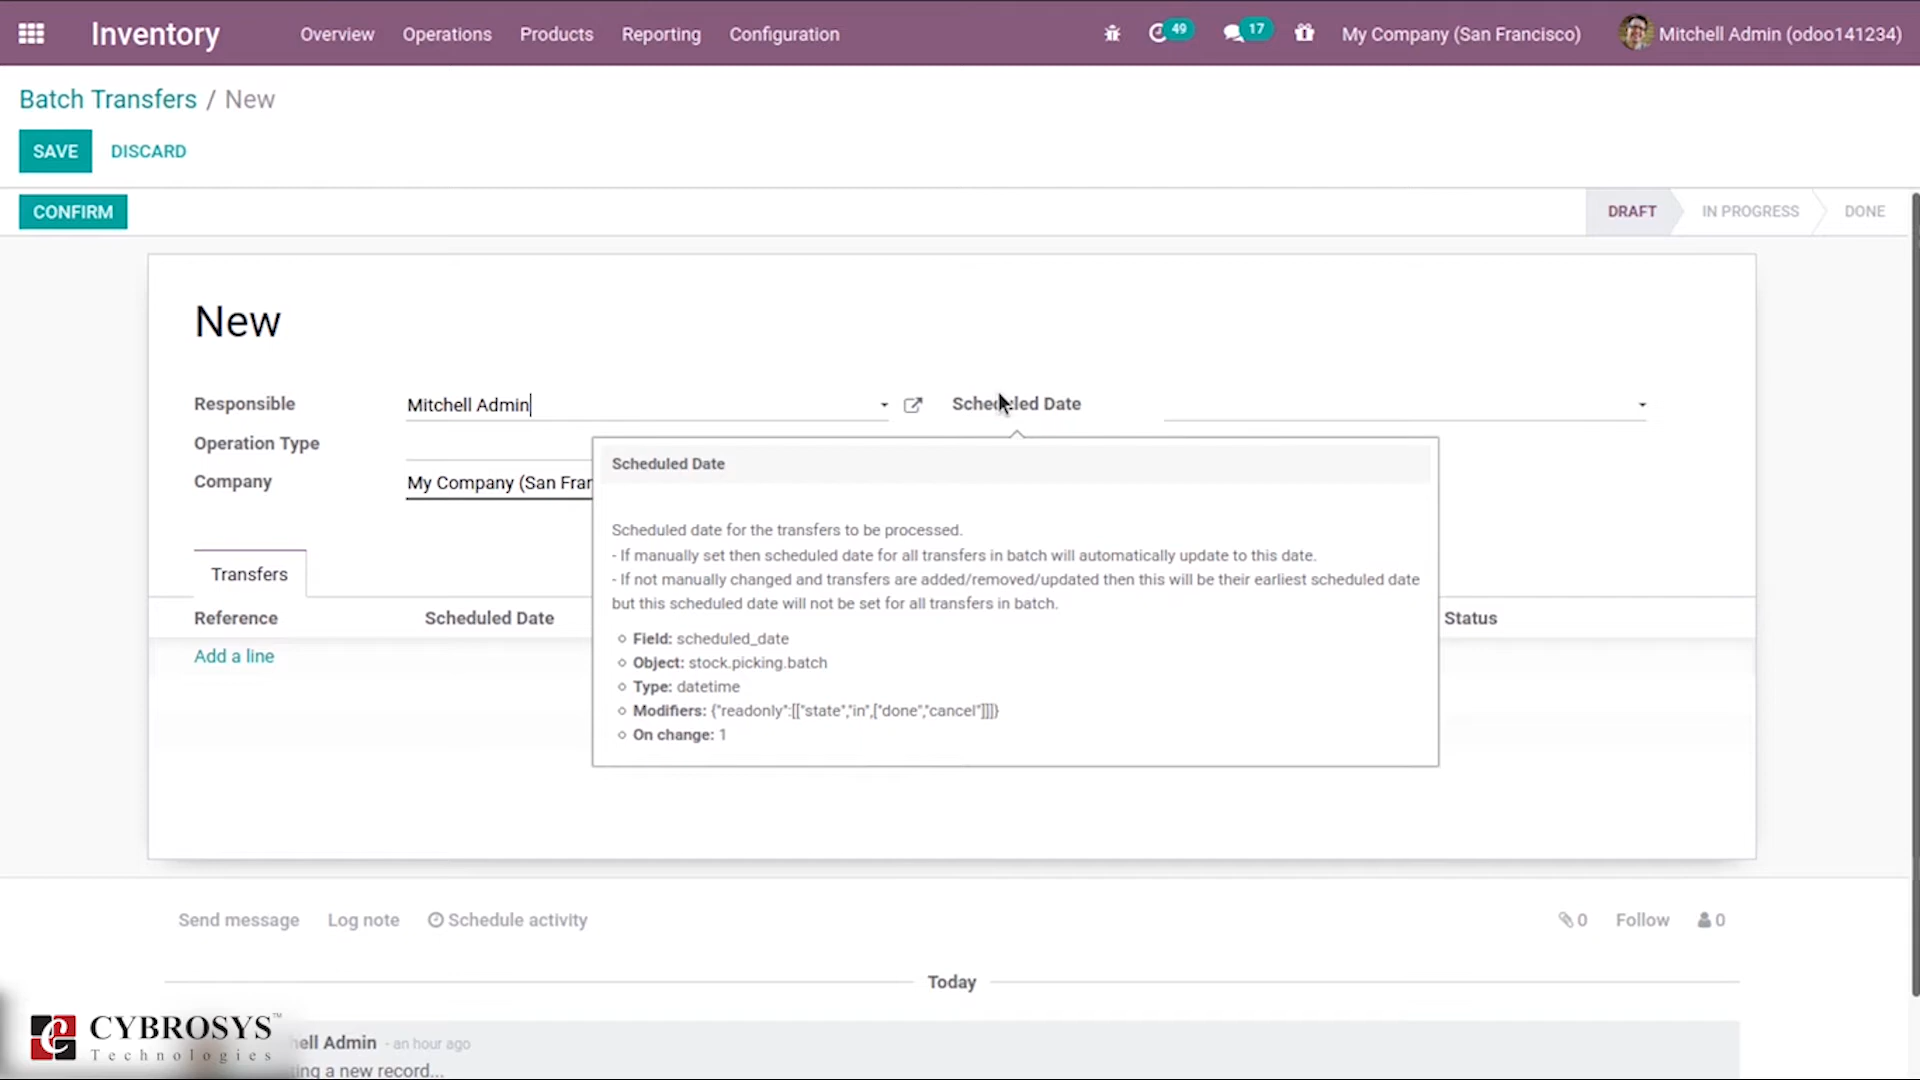 Inventory
Overview Operations Products Reporting Configuration 49 17 My Company (San Francisco) Mitchell Admin (odoo141234)
Batch Transfers / New
SAVE DISCARD
CONFIRM DRAFT IN PROGRESS DONE
New
Responsible Mitchell Admin Scheduled Date
Operation Type
Company My Company (San Fran
Scheduled Date
Scheduled date for the transfers to be processed.
- If manually set then scheduled date for all transfers in batch will automatically update to this date.
- If not manually changed and transfers are added/removed/updated then this will be their earliest scheduled date
but this scheduled date will not be set for all transfers in batch.
Field: scheduled_date
Object: stock.picking.batch
Type: datetime
Modifiers: {"readonly":[["state","in",["done","cancel"]]]}
On change: 1
Transfers
Reference Scheduled Date Status
Add a line
Send message Log note Schedule activity 0 Follow 0
Today
CYBROSYS™
Technologies
hell Admin - an hour ago
ing a new record...